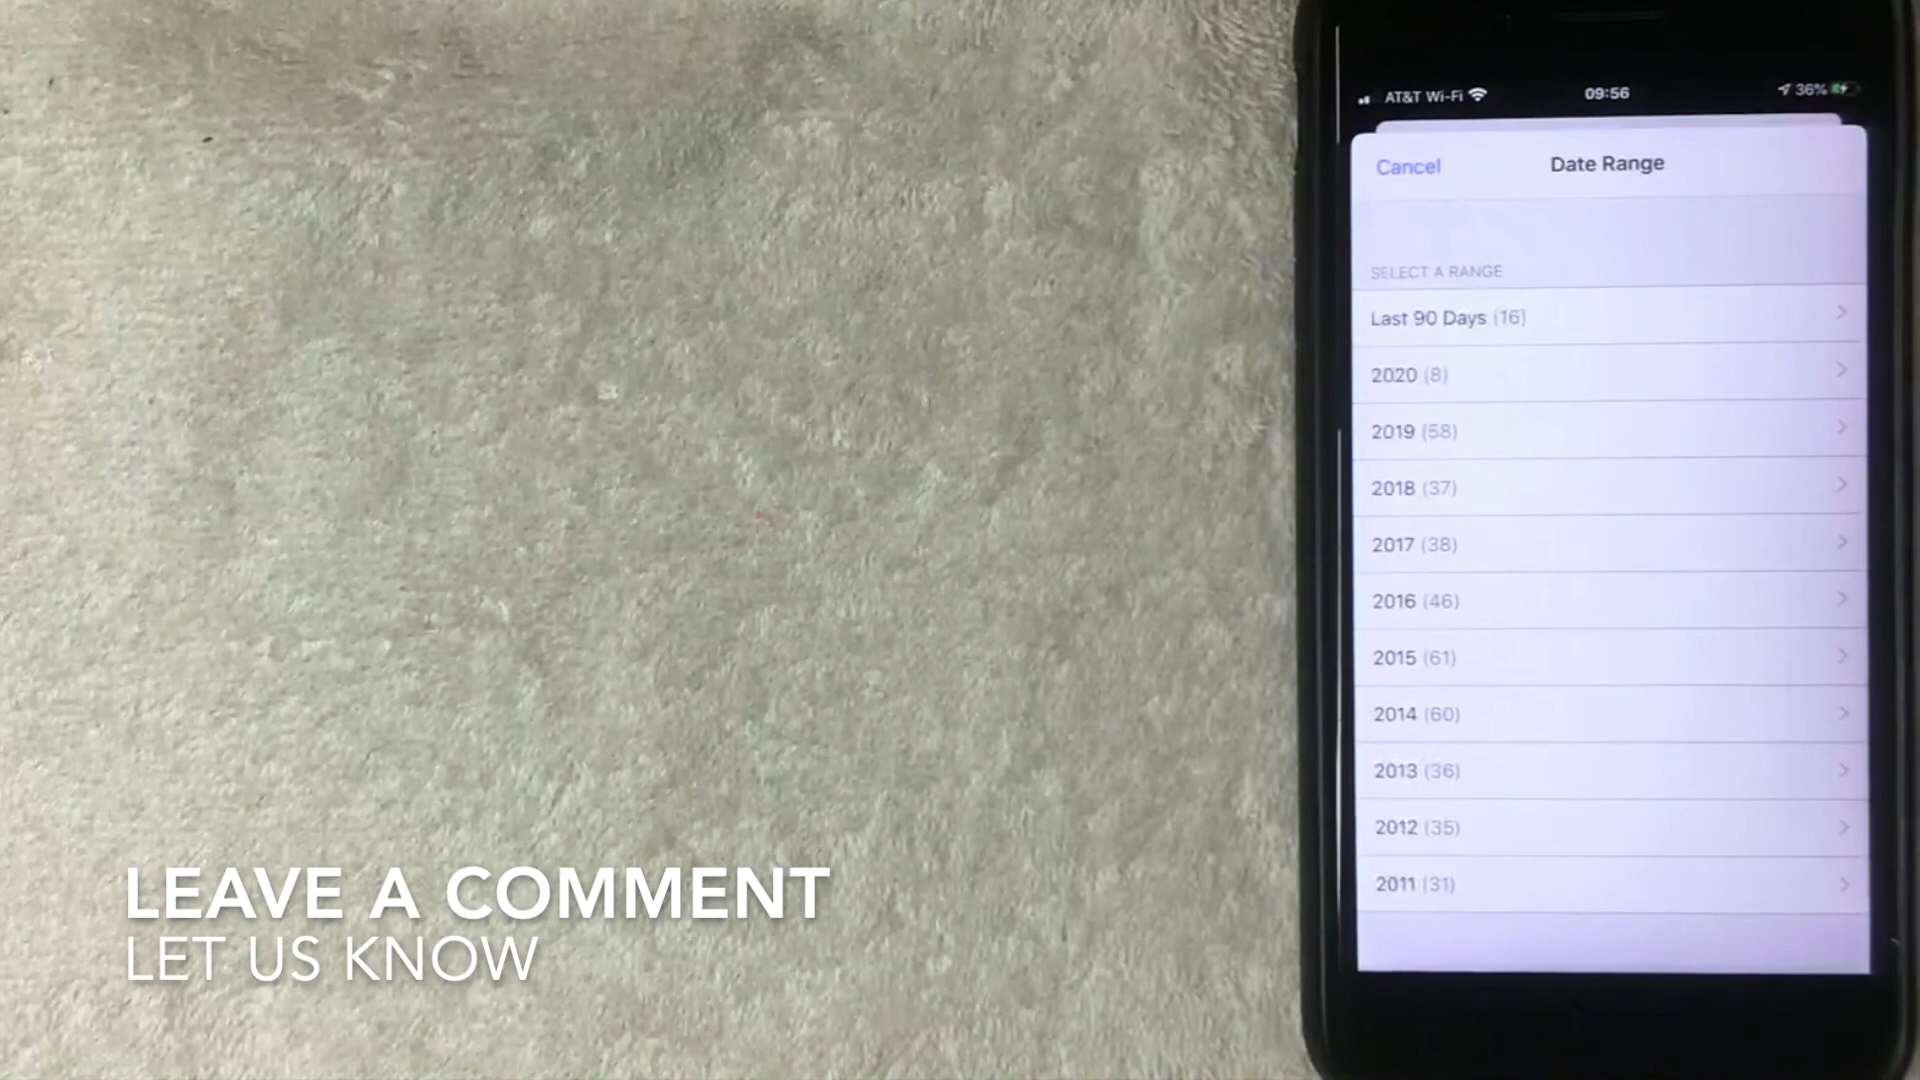 AT&T Wi-Fi 09:56 36%
Cancel Date Range
SELECT A RANGE
Last 90 Days (16)
2020 (8)
2019 (58)
2018 (37)
2017 (38)
2016 (46)
2015 (61)
2014 (60)
2013 (36)
2012 (35)
2011 (31)
LEAVE A COMMENT
LET US KNOW